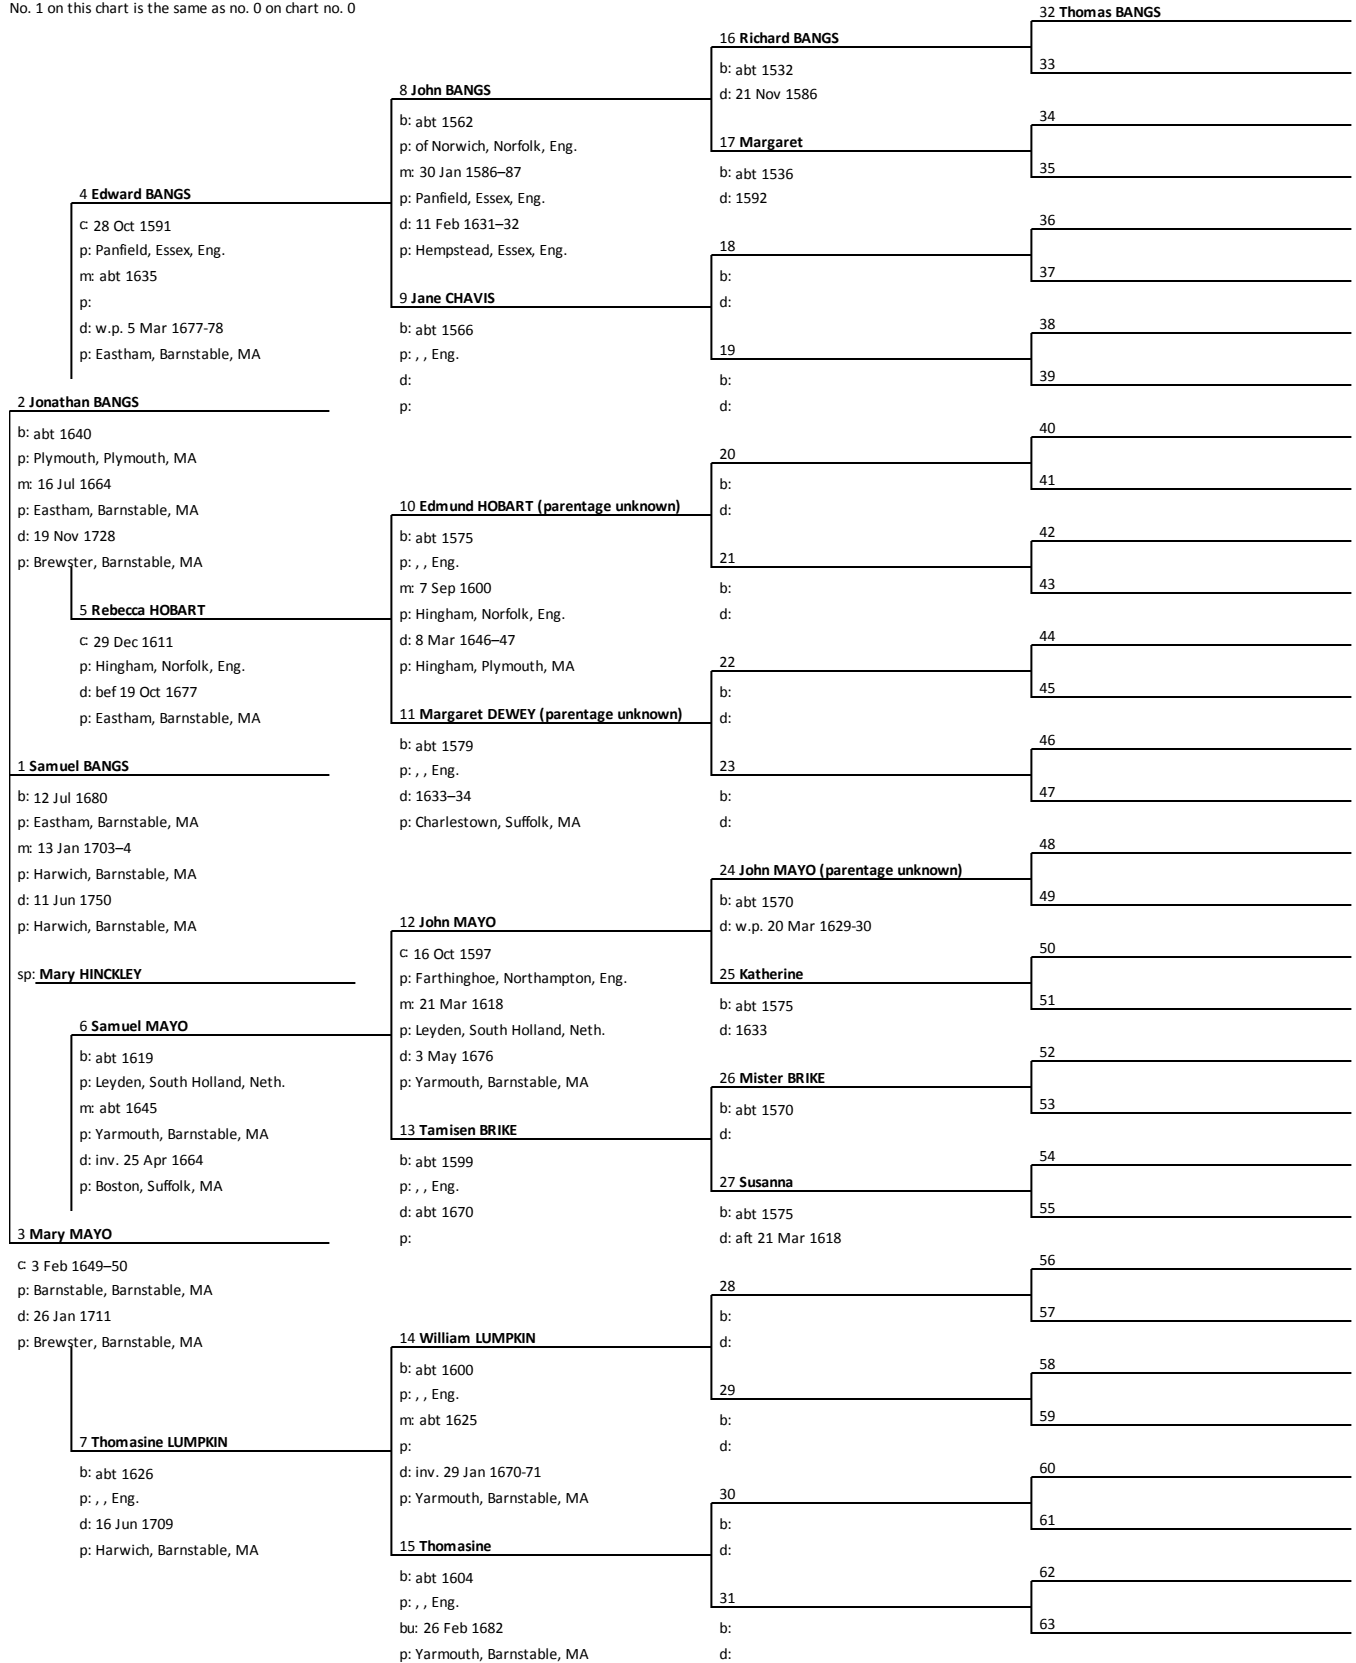 No. 1 on this chart is the same as no. 0 on chart no. 0
1 Samuel BANGS
b: 12 Jul 1680
p: Eastham, Barnstable, MA
m: 13 Jan 1703–4
p: Harwich, Barnstable, MA
d: 11 Jun 1750
p: Harwich, Barnstable, MA
sp: Mary HINCKLEY
2 Jonathan BANGS
b: abt 1640
p: Plymouth, Plymouth, MA
m: 16 Jul 1664
p: Eastham, Barnstable, MA
d: 19 Nov 1728
p: Brewster, Barnstable, MA
3 Mary MAYO
c: 3 Feb 1649–50
p: Barnstable, Barnstable, MA
d: 26 Jan 1711
p: Brewster, Barnstable, MA
4 Edward BANGS
c: 28 Oct 1591
p: Panfield, Essex, Eng.
m: abt 1635
p:
d: w.p. 5 Mar 1677-78
p: Eastham, Barnstable, MA
5 Rebecca HOBART
c: 29 Dec 1611
p: Hingham, Norfolk, Eng.
d: bef 19 Oct 1677
p: Eastham, Barnstable, MA
6 Samuel MAYO
b: abt 1619
p: Leyden, South Holland, Neth.
m: abt 1645
p: Yarmouth, Barnstable, MA
d: inv. 25 Apr 1664
p: Boston, Suffolk, MA
7 Thomasine LUMPKIN
b: abt 1626
p: , , Eng.
d: 16 Jun 1709
p: Harwich, Barnstable, MA
8 John BANGS
b: abt 1562
p: of Norwich, Norfolk, Eng.
m: 30 Jan 1586–87
p: Panfield, Essex, Eng.
d: 11 Feb 1631–32
p: Hempstead, Essex, Eng.
9 Jane CHAVIS
b: abt 1566
p: , , Eng.
d:
p:
10 Edmund HOBART (parentage unknown)
b: abt 1575
p: , , Eng.
m: 7 Sep 1600
p: Hingham, Norfolk, Eng.
d: 8 Mar 1646–47
p: Hingham, Plymouth, MA
11 Margaret DEWEY (parentage unknown)
b: abt 1579
p: , , Eng.
d: 1633–34
p: Charlestown, Suffolk, MA
12 John MAYO
c: 16 Oct 1597
p: Farthinghoe, Northampton, Eng.
m: 21 Mar 1618
p: Leyden, South Holland, Neth.
d: 3 May 1676
p: Yarmouth, Barnstable, MA
13 Tamisen BRIKE
b: abt 1599
p: , , Eng.
d: abt 1670
p:
14 William LUMPKIN
b: abt 1600
p: , , Eng.
m: abt 1625
p:
d: inv. 29 Jan 1670-71
p: Yarmouth, Barnstable, MA
15 Thomasine
b: abt 1604
p: , , Eng.
bu: 26 Feb 1682
p: Yarmouth, Barnstable, MA
16 Richard BANGS
b: abt 1532
d: 21 Nov 1586
17 Margaret
b: abt 1536
d: 1592
18
b:
d:
19
b:
d:
20
b:
d:
21
b:
d:
22
b:
d:
23
b:
d:
24 John MAYO (parentage unknown)
b: abt 1570
d: w.p. 20 Mar 1629-30
25 Katherine
b: abt 1575
d: 1633
26 Mister BRIKE
b: abt 1570
d:
27 Susanna
b: abt 1575
d: aft 21 Mar 1618
28
b:
d:
29
b:
d:
30
b:
d:
31
b:
d:
32 Thomas BANGS
33
34
35
36
37
38
39
40
41
42
43
44
45
46
47
48
49
50
51
52
53
54
55
56
57
58
59
60
61
62
63